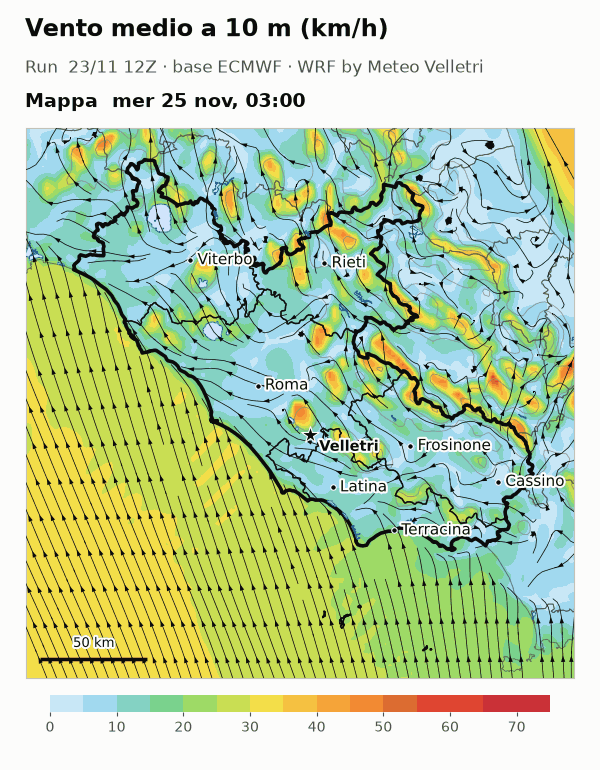 Vento medio a 10 m (km/h)
Run  23/11 12Z · base ECMWF · WRF by Meteo Velletri
Mappa  mer 25 nov, 03:00
Viterbo
Rieti
Roma
Velletri
Frosinone
Latina
Cassino
Terracina
50 km
0 10 20 30 40 50 60 70